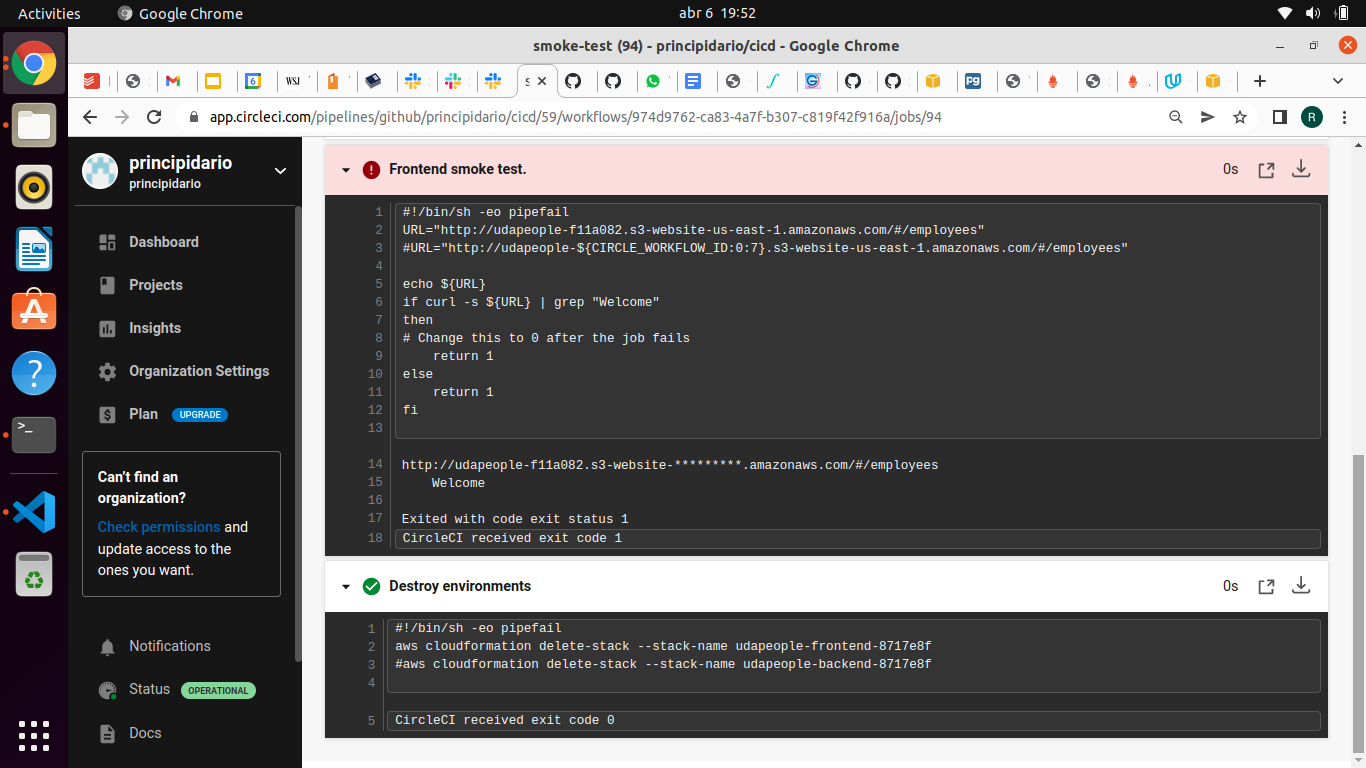 Activities
Google Chrome
abr 6 19:52
smoke-test (94) - principidario/cicd - Google Chrome
6
WSJ
s
pg
app.circleci.com/pipelines/github/principidario/cicd/59/workflows/974d9762-ca83-4a7f-b307-c819f42f916a/jobs/94
R
principidario
principidario
Dashboard
Projects
Insights
Organization Settings
Plan UPGRADE
Can't find an
organization?
Check permissions and
update access to the
ones you want.
Notifications
Status OPERATIONAL
Docs
Frontend smoke test.
0s
1 #!/bin/sh -eo pipefail
2 URL="http://udapeople-f11a082.s3-website-us-east-1.amazonaws.com/#/employees"
3 #URL="http://udapeople-${CIRCLE_WORKFLOW_ID:0:7}.s3-website-us-east-1.amazonaws.com/#/employees"
4
5 echo ${URL}
6 if curl -s ${URL} | grep "Welcome"
7 then
8 # Change this to 0 after the job fails
9 return 1
10 else
11 return 1
12 fi
13
14 http://udapeople-f11a082.s3-website-*********.amazonaws.com/#/employees
15 Welcome
16
17 Exited with code exit status 1
18 CircleCI received exit code 1
Destroy environments
0s
1 #!/bin/sh -eo pipefail
2 aws cloudformation delete-stack --stack-name udapeople-frontend-8717e8f
3 #aws cloudformation delete-stack --stack-name udapeople-backend-8717e8f
4
5 CircleCI received exit code 0